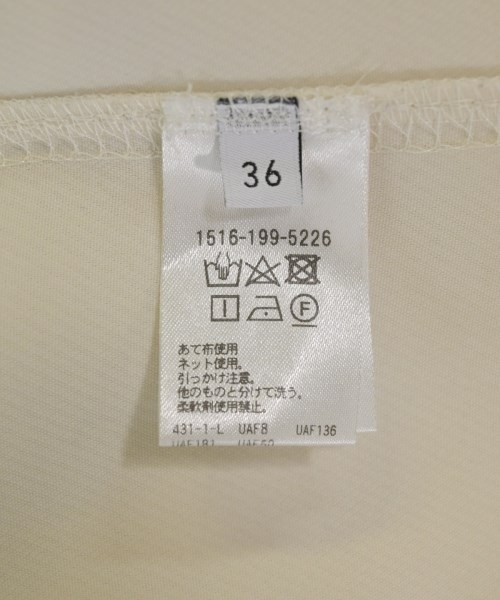 36
1516-199-5226
F
あて布使用
ネット使用。
引っかけ注意。
他のものと分けて洗う。
柔軟剤使用禁止。
431-1-L UAF8 UAF136